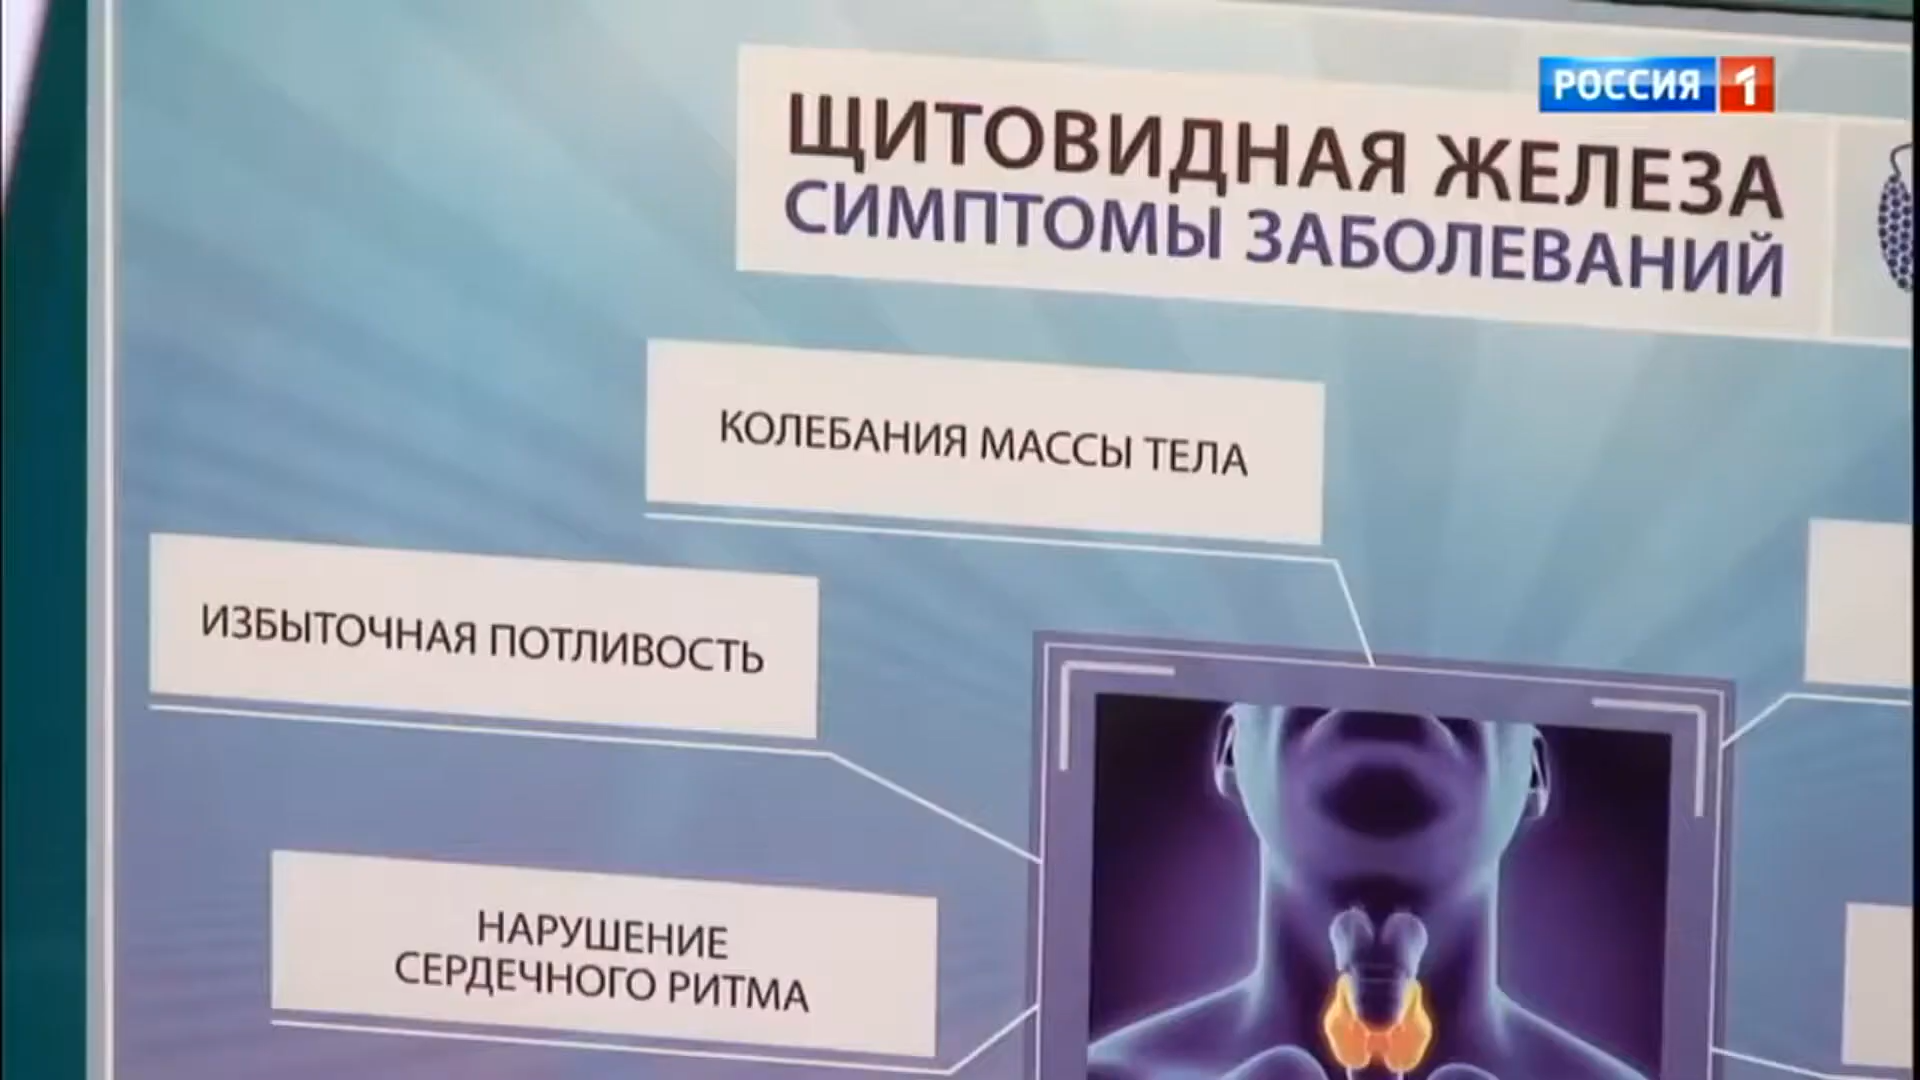 РОССИЯ 1
ЩИТОВИДНАЯ ЖЕЛЕЗА
СИМПТОМЫ ЗАБОЛЕВАНИЙ
КОЛЕБАНИЯ МАССЫ ТЕЛА
ИЗБЫТОЧНАЯ ПОТЛИВОСТЬ
НАРУШЕНИЕ
СЕРДЕЧНОГО РИТМА